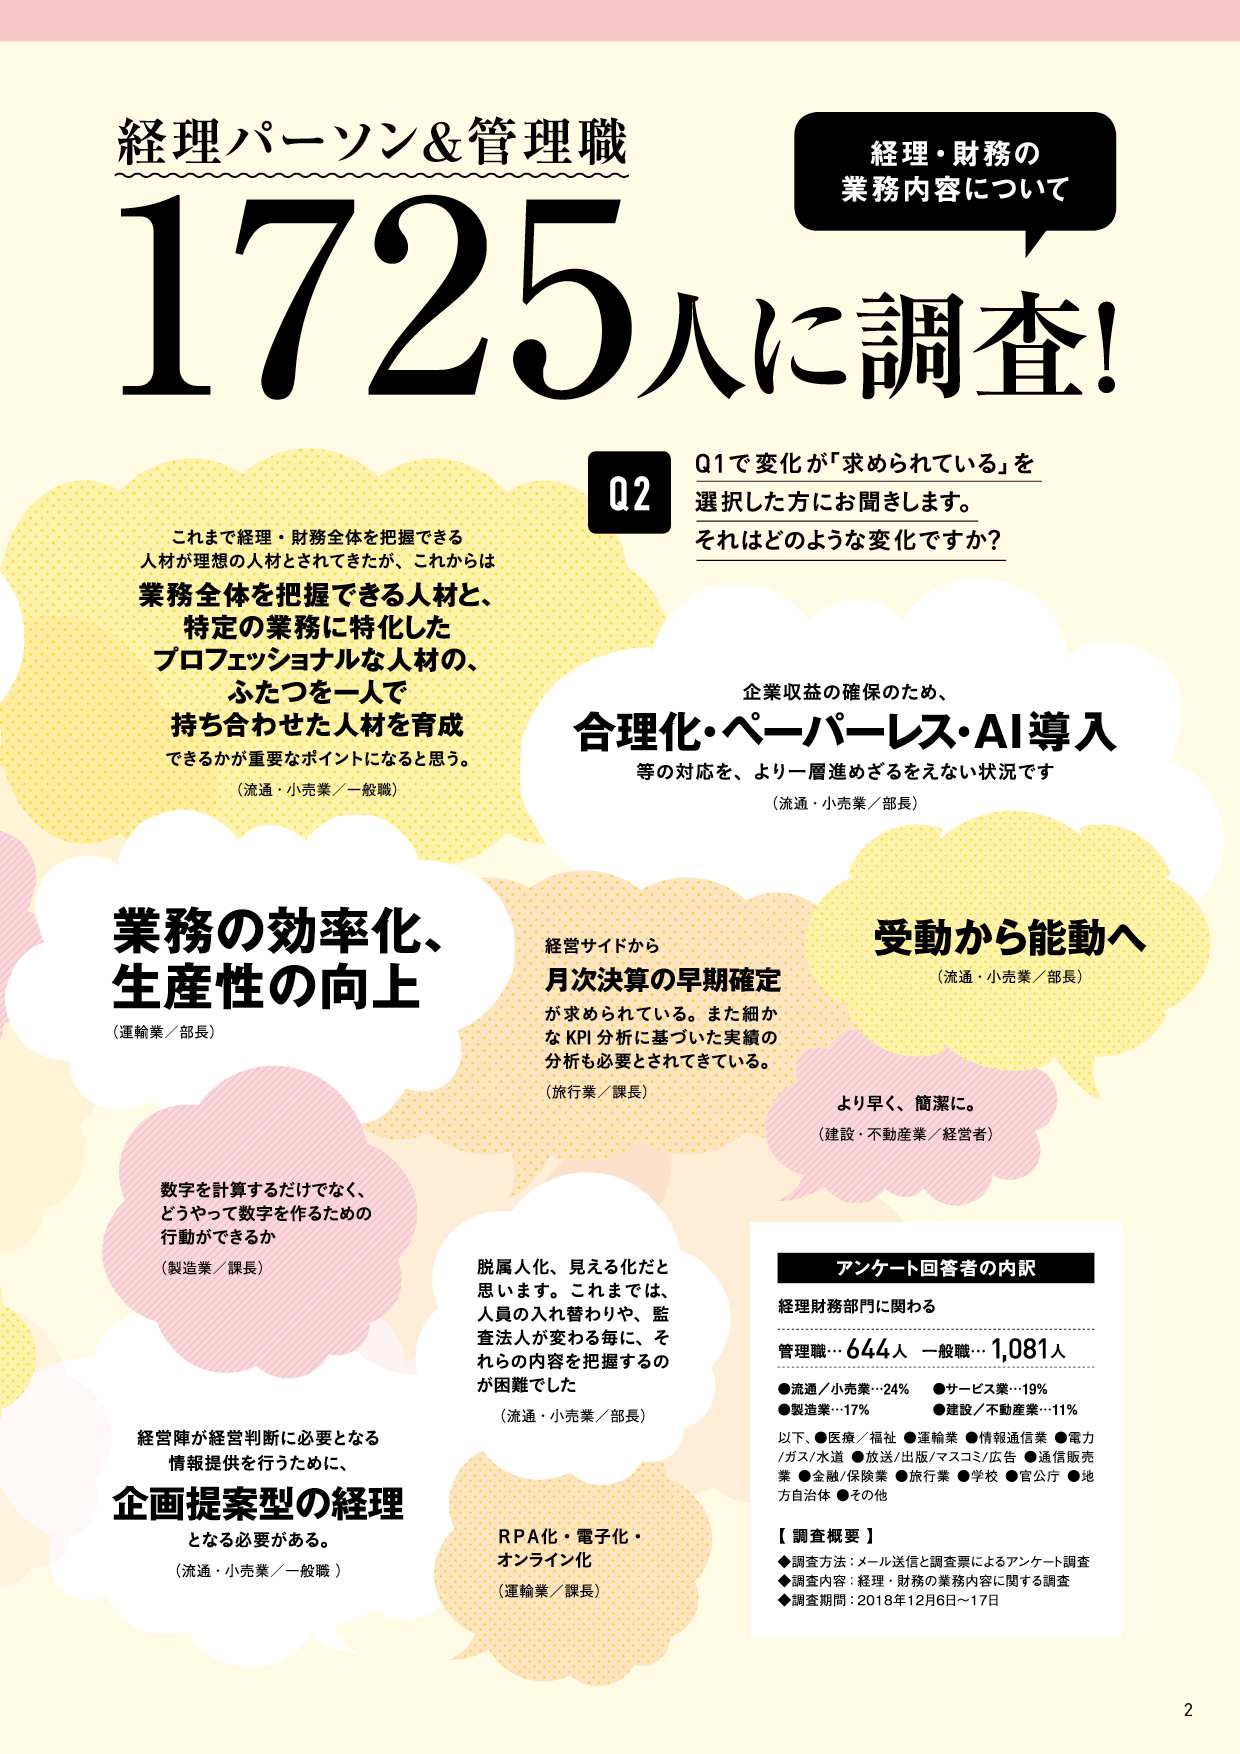 経理パーソン&管理職
1725人に調査!
経理・財務の
業務内容について
Q2
Q1で変化が「求められている」を
選択した方にお聞きします。
それはどのような変化ですか?
これまで経理・財務全体を把握できる
人材が理想の人材とされてきたが、これからは
業務全体を把握できる人材と、
特定の業務に特化した
プロフェッショナルな人材の、
ふたつを一人で
持ち合わせた人材を育成
できるかが重要なポイントになると思う。
（流通・小売業／一般職）
企業収益の確保のため、
合理化・ペーパーレス・AI導入
等の対応を、より一層進めざるをえない状況です
（流通・小売業／部長）
業務の効率化、
生産性の向上
（運輸業／部長）
経営サイドから
月次決算の早期確定
が求められている。また細か
な KPI 分析に基づいた実績の
分析も必要とされてきている。
（旅行業／課長）
受動から能動へ
（流通・小売業／部長）
より早く、簡潔に。
（建設・不動産業／経営者）
数字を計算するだけでなく、
どうやって数字を作るための
行動ができるか
（製造業／課長）
脱属人化、見える化だと
思います。これまでは、
人員の入れ替わりや、監
査法人が変わる毎に、そ
れらの内容を把握するの
が困難でした
（流通・小売業／部長）
経営陣が経営判断に必要となる
情報提供を行うために、
企画提案型の経理
となる必要がある。
（流通・小売業／一般職 ）
RPA化・電子化・
オンライン化
（運輸業／課長）
アンケート回答者の内訳
経理財務部門に関わる
管理職…644人 一般職…1,081人
●流通／小売業…24% ●サービス業…19%
●製造業…17% ●建設／不動産業…11%
以下、●医療／福祉 ●運輸業 ●情報通信業 ●電力
/ガス/水道 ●放送/出版/マスコミ/広告 ●通信販売
業 ●金融/保険業 ●旅行業 ●学校 ●官公庁 ●地
方自治体 ●その他
【 調査概要 】
◆調査方法：メール送信と調査票によるアンケート調査
◆調査内容：経理・財務の業務内容に関する調査
◆調査期間：2018年12月6日～17日
2